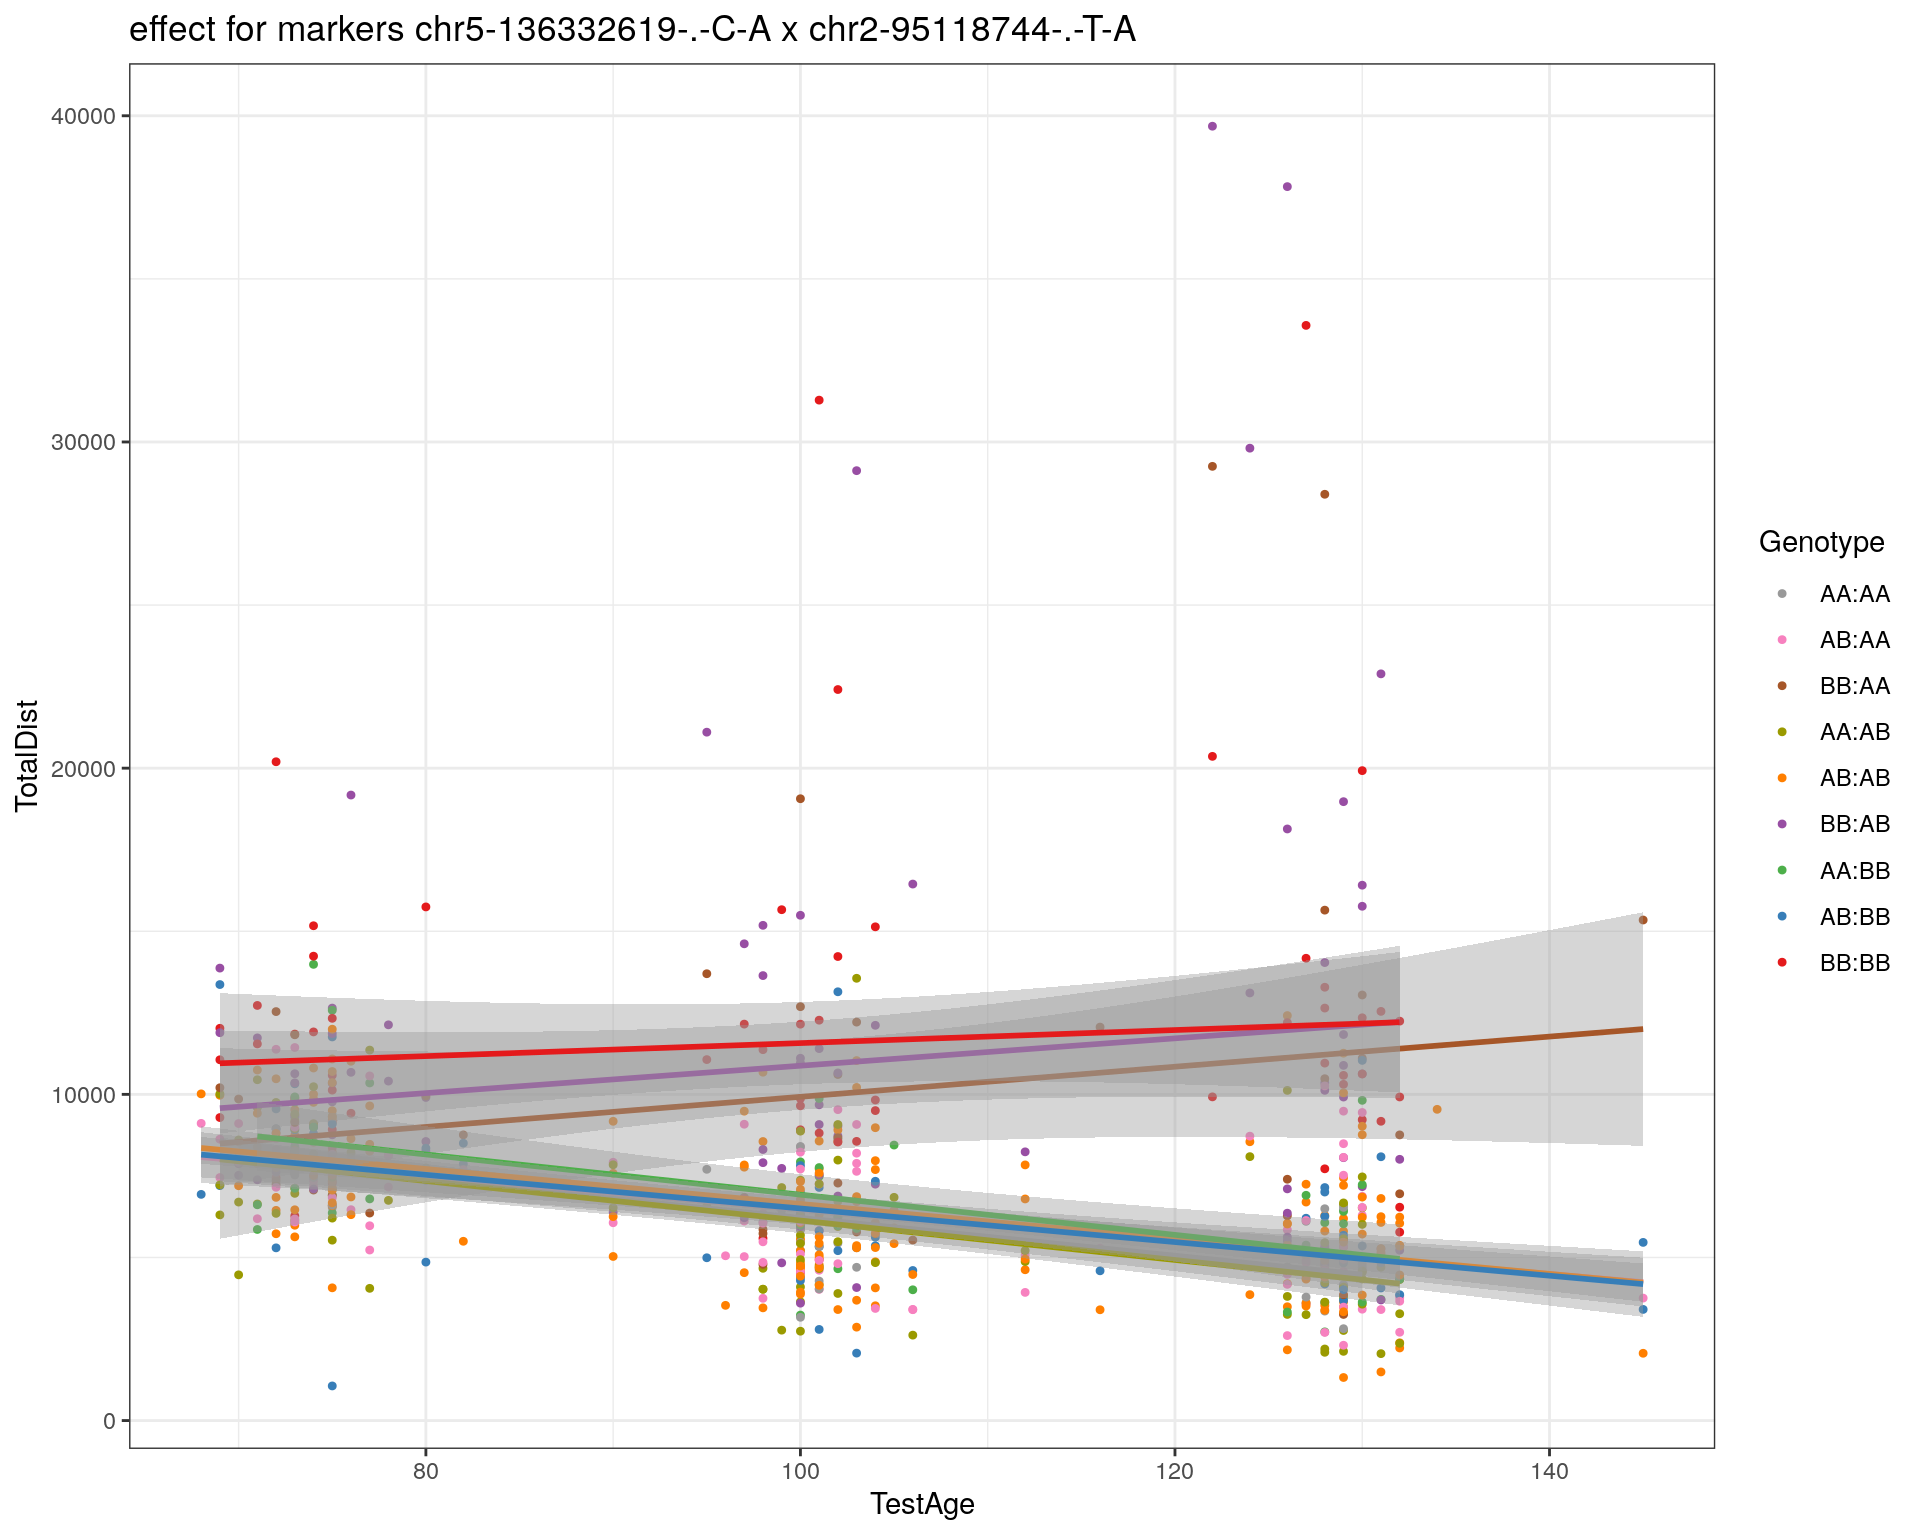 effect for markers chr5-136332619-.-C-A x chr2-95118744-.-T-A
TotalDist
40000
30000
20000
10000
0
80
100
120
140
TestAge
Genotype
AA:AA
AB:AA
BB:AA
AA:AB
AB:AB
BB:AB
AA:BB
AB:BB
BB:BB